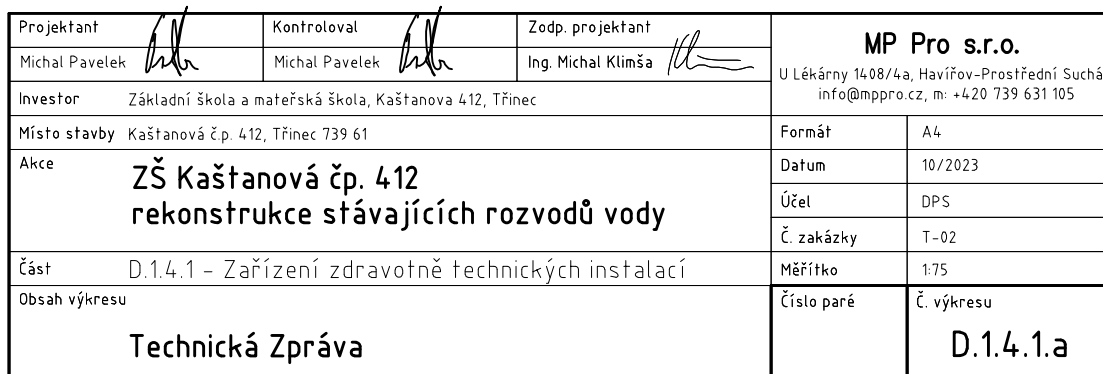 Projektant
Kontroloval
Zodp. projektant
Michal Pavelek
Michal Pavelek
Ing. Michal Klimša
MP Pro s.r.o.
U Lékárny 1408/4a, Havířov-Prostřední Suchá
info@mppro.cz, m: +420 739 631 105
Investor Základní škola a mateřská škola, Kaštanova 412, Třinec
Místo stavby Kaštanová č.p. 412, Třinec 739 61
Formát A4
Akce
ZŠ Kaštanová čp. 412
rekonstrukce stávajících rozvodů vody
Datum 10/2023
Účel DPS
Č. zakázky T-02
Část D.1.4.1 - Zařízení zdravotně technických instalací
Měřítko 1:75
Obsah výkresu
Technická Zpráva
Číslo paré
Č. výkresu
D.1.4.1.a